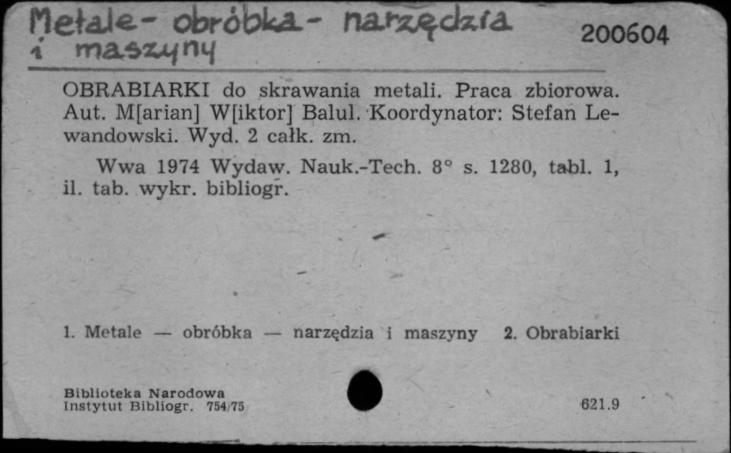 Metale - obróbka - narzędzia
i maszyny
200604
OBRABIARKI do skrawania metali. Praca zbiorowa.
Aut. M[arian] W[iktor] Balul. Koordynator: Stefan Le-
wandowski. Wyd. 2 całk. zm.
Wwa 1974 Wydaw. Nauk.-Tech. 8° s. 1280, tabl. 1,
il. tab. wykr. bibliogr.
1. Metale — obróbka — narzędzia i maszyny 2. Obrabiarki
Biblioteka Narodowa
Instytut Bibliogr. 754/75
621.9